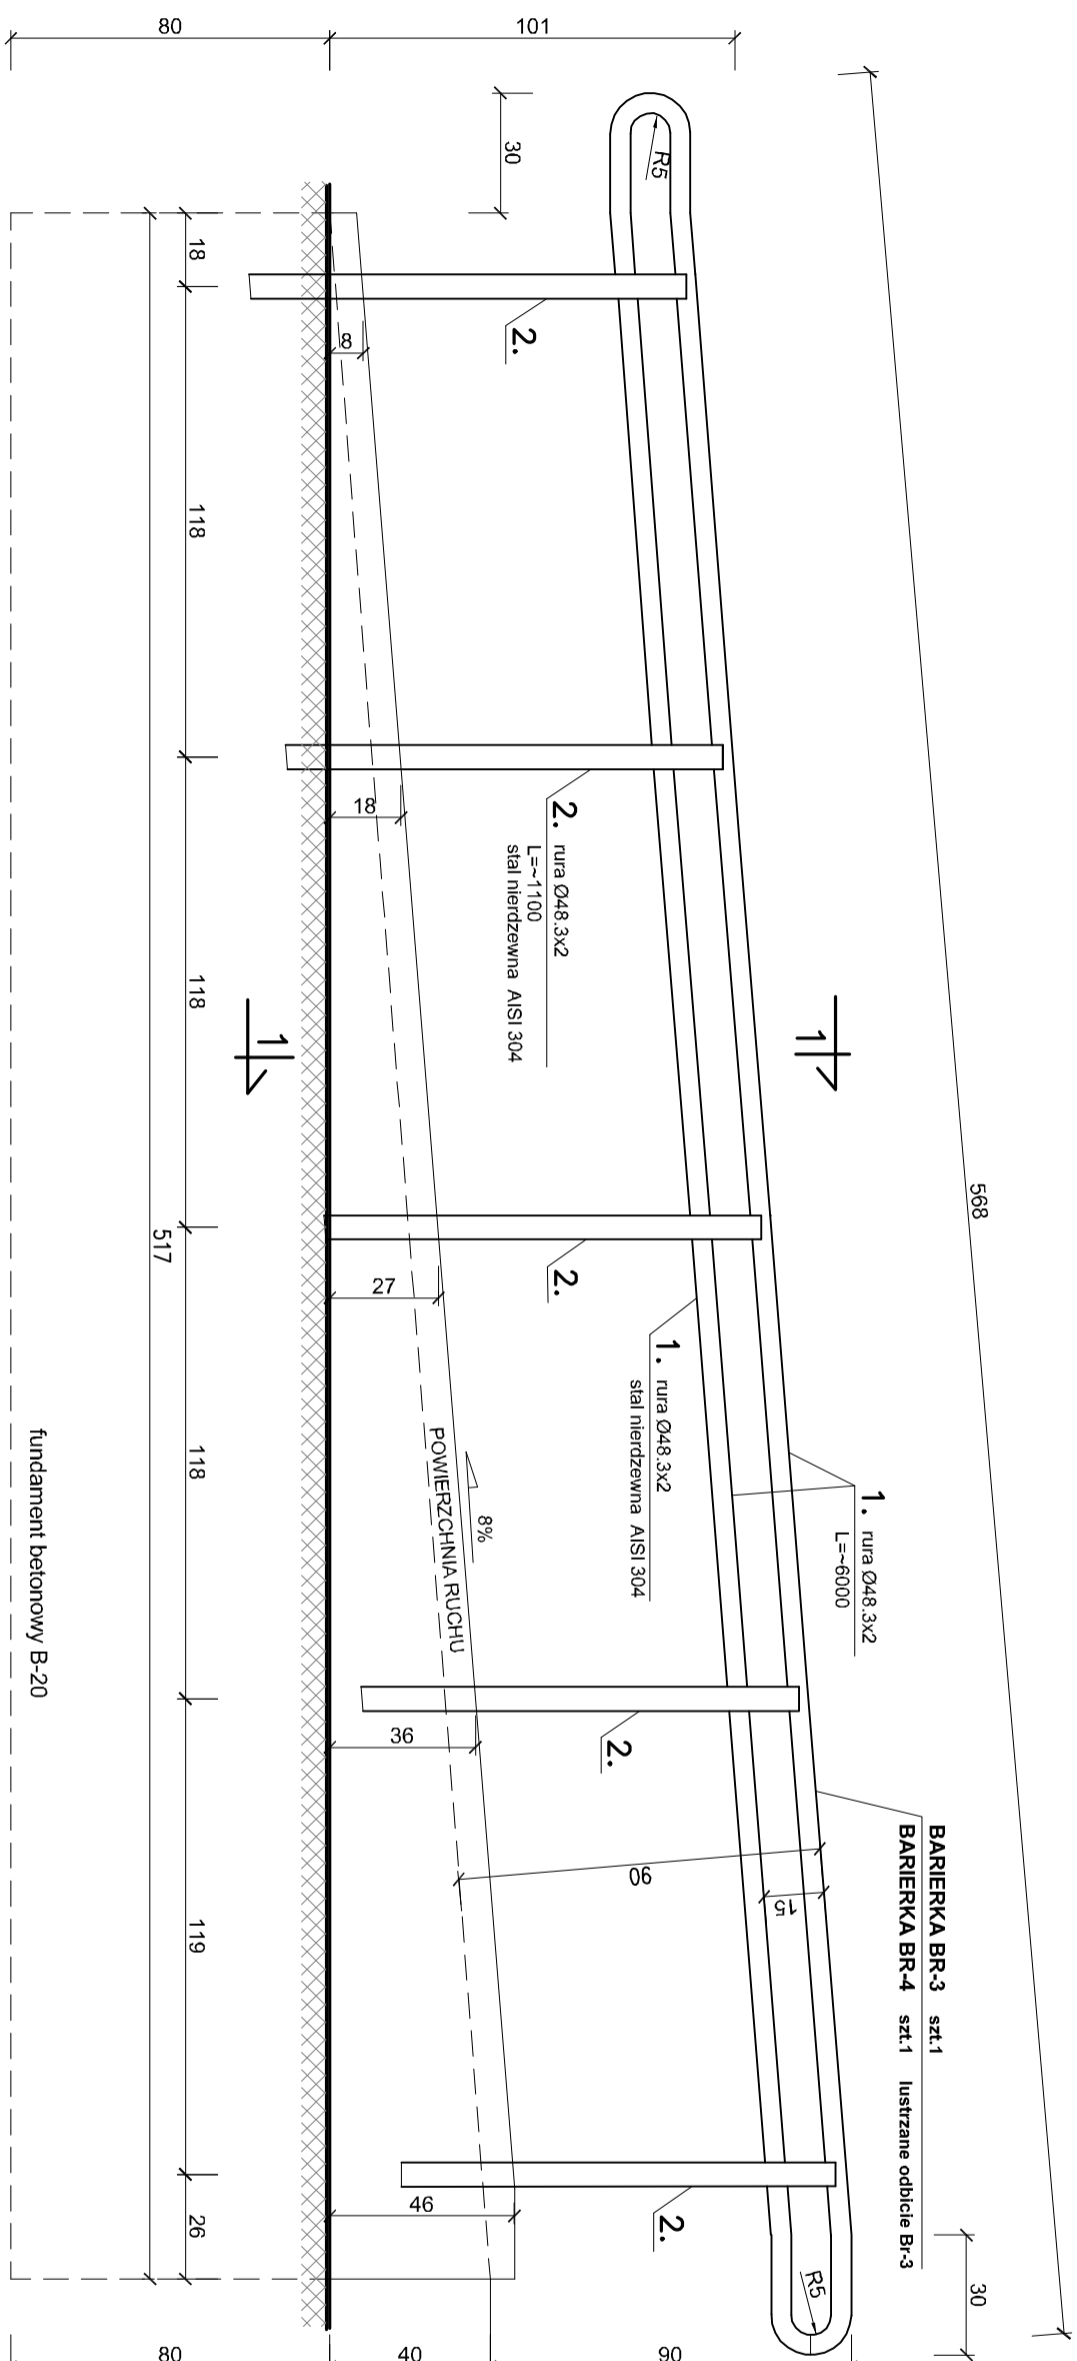 568
BARIERKA BR-3 szt.1
BARIERKA BR-4 szt.1 lustrzane odbicie Br-3
30
1. rura Ø48.3x2
L=~6000
101
R5
R5
1
15
90
90
1. rura Ø48.3x2
stal nierdzewna AISI 304
30
2.
2. rura Ø48.3x2
L=~1100
stal nierdzewna AISI 304
2.
2.
2.
8%
POWIERZCHNIA RUCHU
8
18
27
36
46
40
1
80
18
118
118
118
119
26
517
80
fundament betonowy B-20